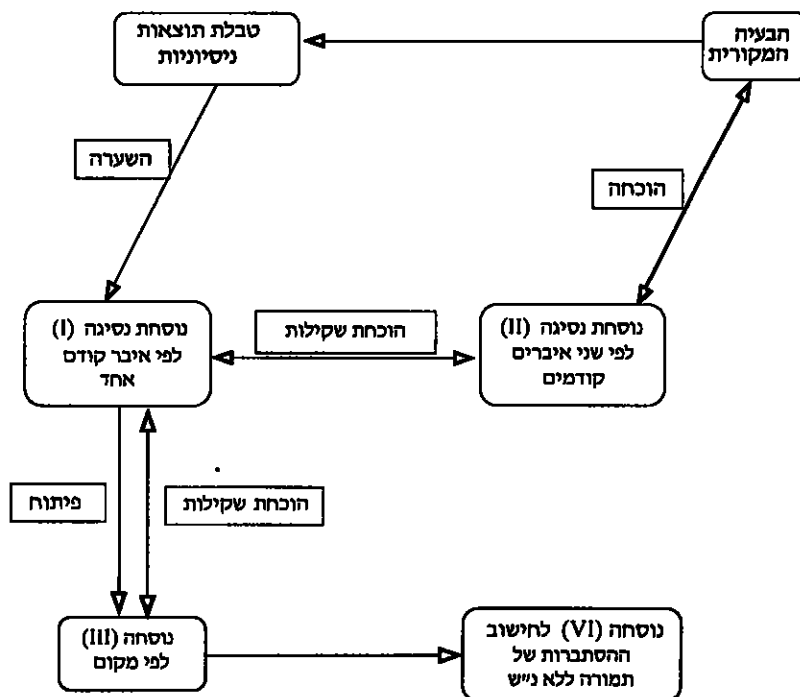 הבעיה
המקורית
טבלת תוצאות
ניסיוניות
השערה
הוכחה
נוסחת נסיגה (I)
לפי איבר קודם
אחד
הוכחת שקילות
נוסחת נסיגה (II)
לפי שני איברים
קודמים
פיתוח
הוכחת שקילות
נוסחה (III)
לפי מקום
נוסחה (VI) לחישוב
ההסתברות של
תמורה ללא נ״ש